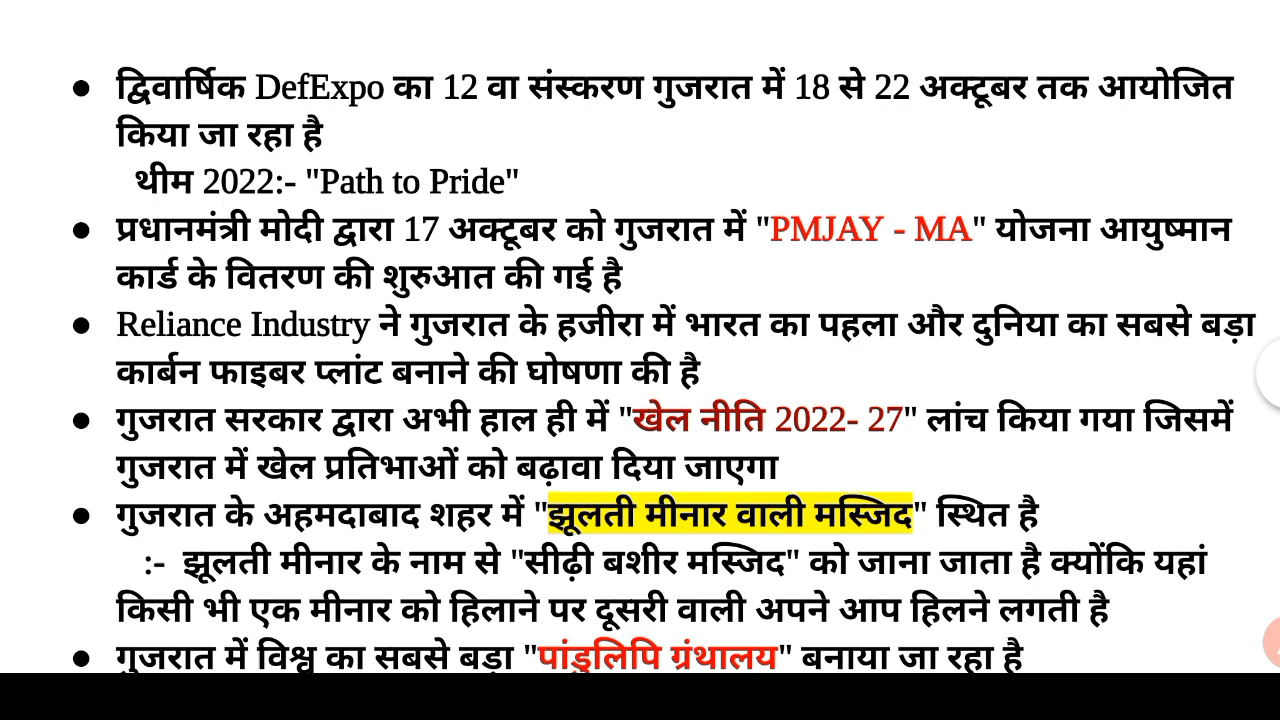 ● द्विवार्षिक DefExpo का 12 वा संस्करण गुजरात में 18 से 22 अक्टूबर तक आयोजित
किया जा रहा है
थीम 2022:- "Path to Pride"
● प्रधानमंत्री मोदी द्वारा 17 अक्टूबर को गुजरात में "PMJAY - MA" योजना आयुष्मान
कार्ड के वितरण की शुरुआत की गई है
● Reliance Industry ने गुजरात के हजीरा में भारत का पहला और दुनिया का सबसे बड़ा
कार्बन फाइबर प्लांट बनाने की घोषणा की है
● गुजरात सरकार द्वारा अभी हाल ही में "खेल नीति 2022- 27" लांच किया गया जिसमें
गुजरात में खेल प्रतिभाओं को बढ़ावा दिया जाएगा
● गुजरात के अहमदाबाद शहर में "झूलती मीनार वाली मस्जिद" स्थित है
:- झूलती मीनार के नाम से "सीढ़ी बशीर मस्जिद" को जाना जाता है क्योंकि यहां
किसी भी एक मीनार को हिलाने पर दूसरी वाली अपने आप हिलने लगती है
● गुजरात में विश्व का सबसे बड़ा "पांडुलिपि ग्रंथालय" बनाया जा रहा है